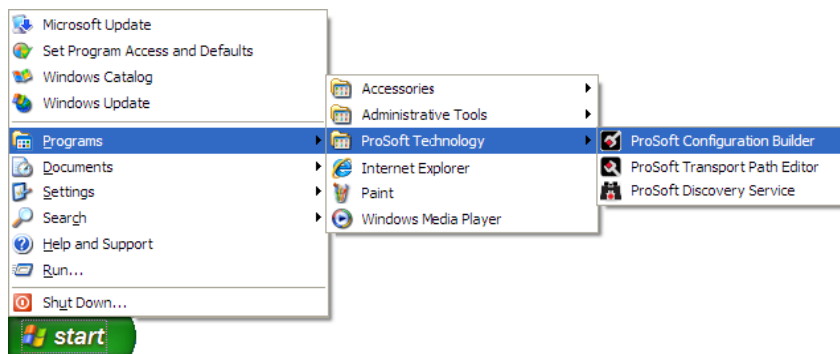 Microsoft Update
Set Program Access and Defaults
Windows Catalog
Windows Update
Programs
Documents
Settings
Search
Help and Support
Run...
Shut Down...
start
Accessories
Administrative Tools
ProSoft Technology
Internet Explorer
Paint
Windows Media Player
ProSoft Configuration Builder
ProSoft Transport Path Editor
ProSoft Discovery Service